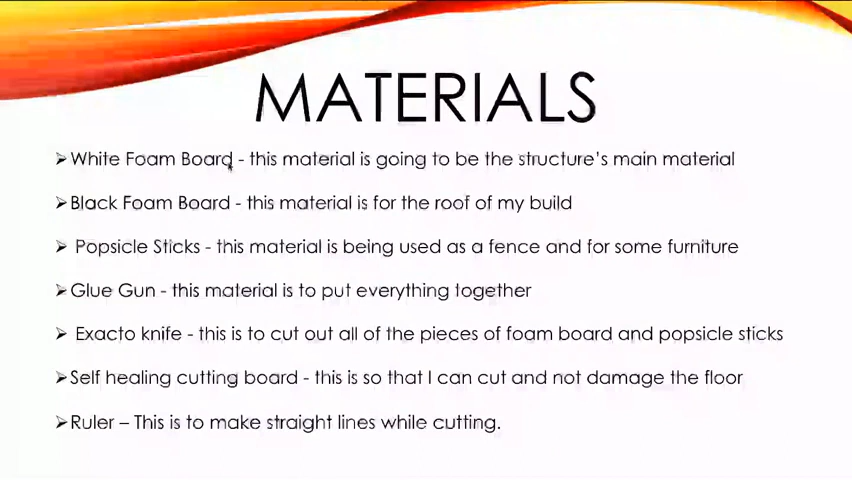 MATERIALS
White Foam Board - this material is going to be the structure's main material
Black Foam Board - this material is for the roof of my build
Popsicle Sticks - this material is being used as a fence and for some furniture
Glue Gun - this material is to put everything together
Exacto knife - this is to cut out all of the pieces of foam board and popsicle sticks
Self healing cutting board - this is so that I can cut and not damage the floor
Ruler – This is to make straight lines while cutting.